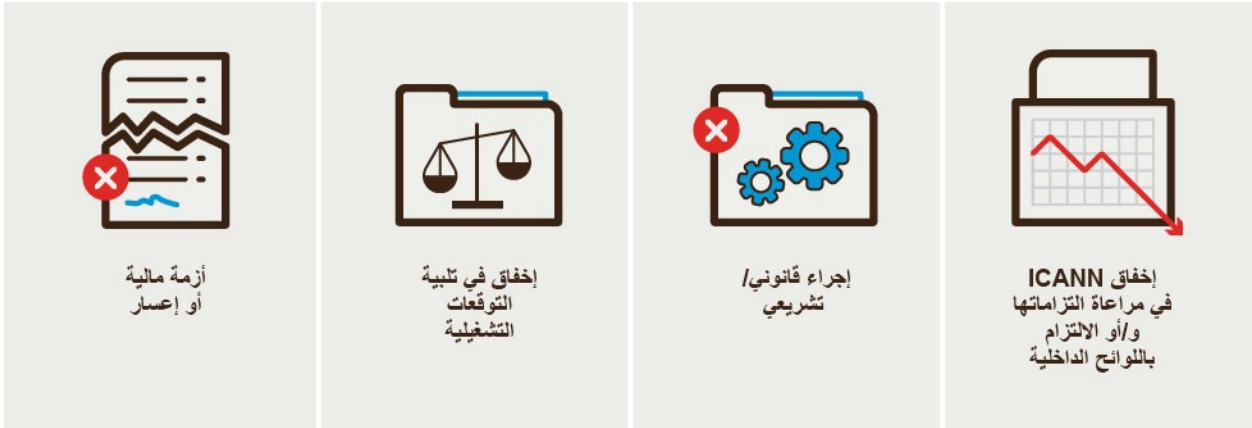 إخفاق ICANN
في مراعاة التزاماتها
و/أو الالتزام
باللوائح الداخلية
إجراء قانوني/
تشريعي
إخفاق في تلبية
التوقعات
التشغيلية
أزمة مالية
أو إعسار